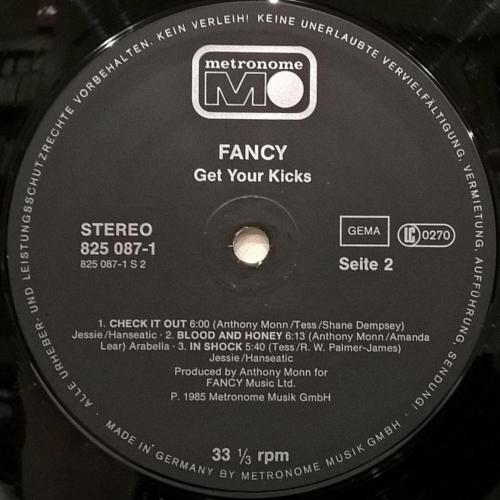 ALLE URHEBER- UND LEISTUNGSSCHUTZRECHTE VORBEHALTEN. KEIN VERLEIH! KEINE UNERLAUBTE VERVIELFÄLTIGUNG, VERMIETUNG, AUFFÜHRUNG, SENDUNG!
metronome
MO
FANCY
Get Your Kicks
STEREO
825 087-1
825 087-1 S 2
GEMA
LC 0270
Seite 2
1. CHECK IT OUT 6:00 (Anthony Monn/Tess/Shane Dempsey)
Jessie/Hanseatic · 2. BLOOD AND HONEY 6:13 (Anthony Monn/Amanda
Lear) Arabella · 3. IN SHOCK 5:40 (Tess/R. W. Palmer-James)
Jessie/Hanseatic
Produced by Anthony Monn for
FANCY Music Ltd.
P. 1985 Metronome Musik GmbH
33 ⅓ rpm
· MADE IN GERMANY BY METRONOME MUSIK GMBH ·